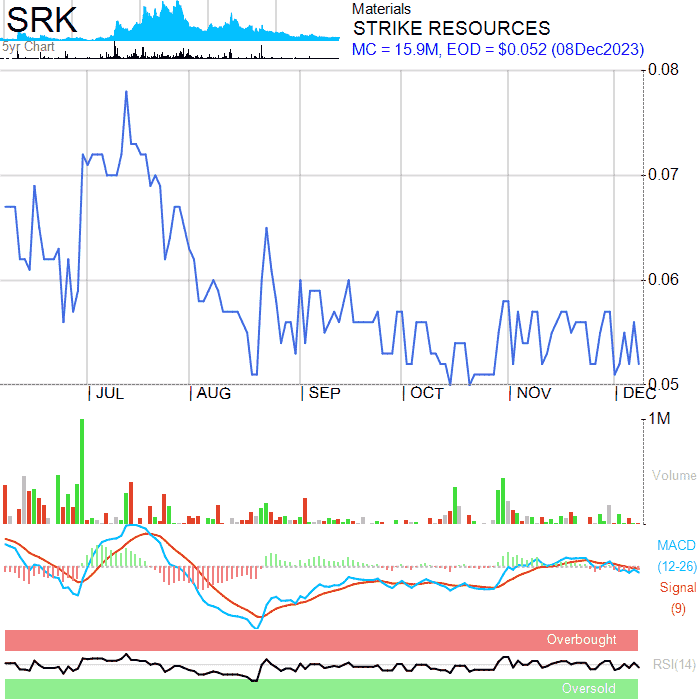 SRK
5yr Chart
Materials
STRIKE RESOURCES
MC = 15.9M, EOD = $0.052 (08Dec2023)
0.08
0.07
0.06
0.05
JUL AUG SEP OCT NOV DEC
1M
Volume
MACD
(12-26)
Signal
(9)
Overbought
RSI(14)
Oversold